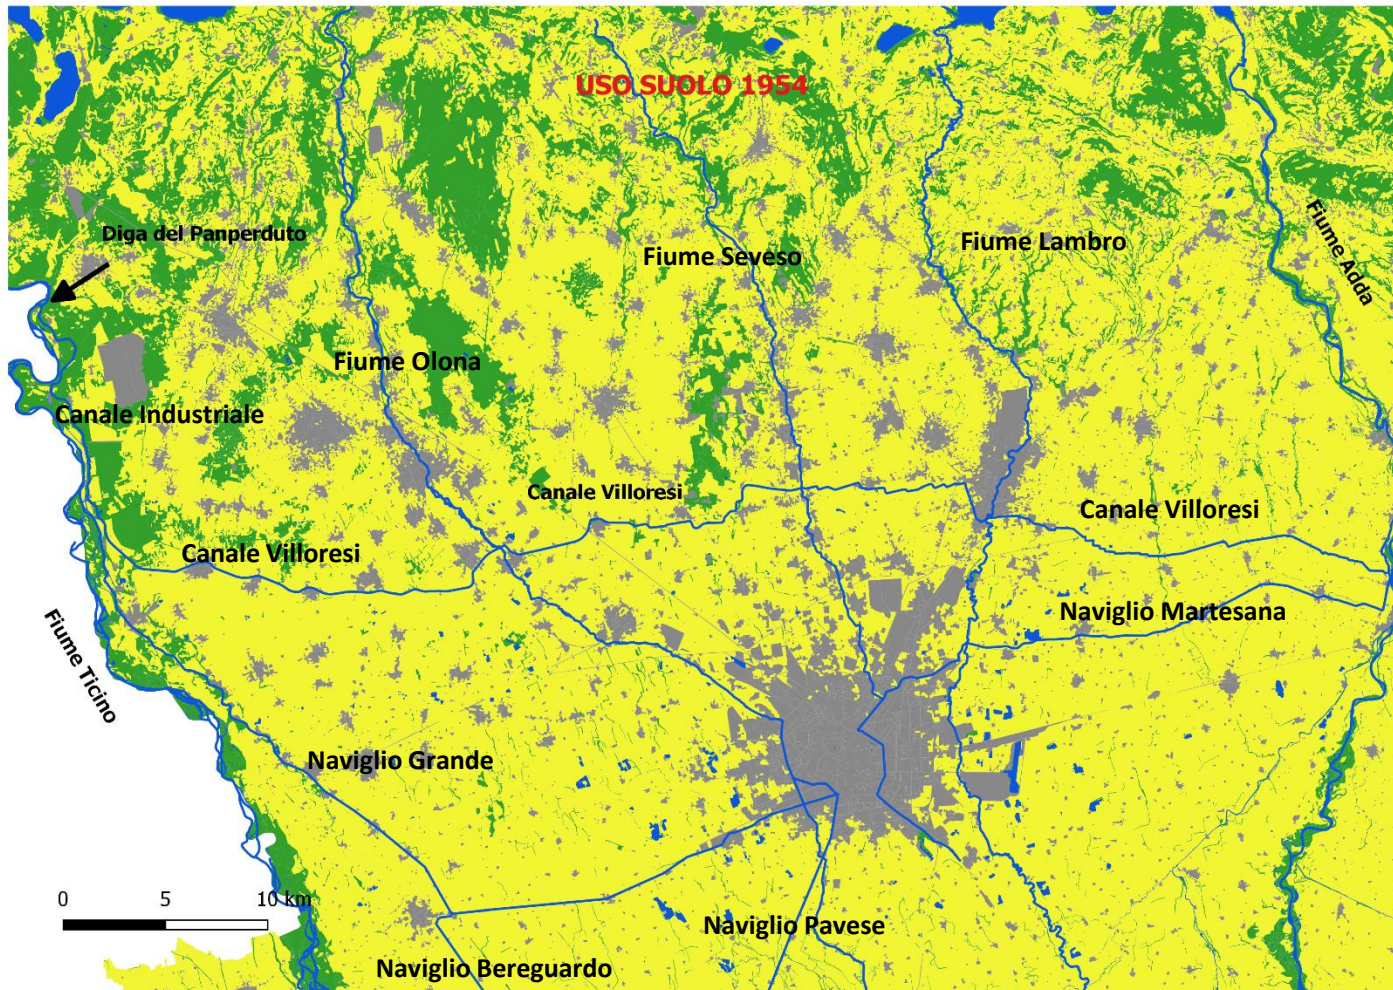 USO SUOLO 1954
Diga del Panperduto
Fiume Seveso
Fiume Lambro
Fiume Adda
Fiume Olona
Canale Industriale
Canale Villoresi
Canale Villoresi
Canale Villoresi
Fiume Ticino
Naviglio Martesana
Naviglio Grande
0 5 10 km
Naviglio Pavese
Naviglio Bereguardo